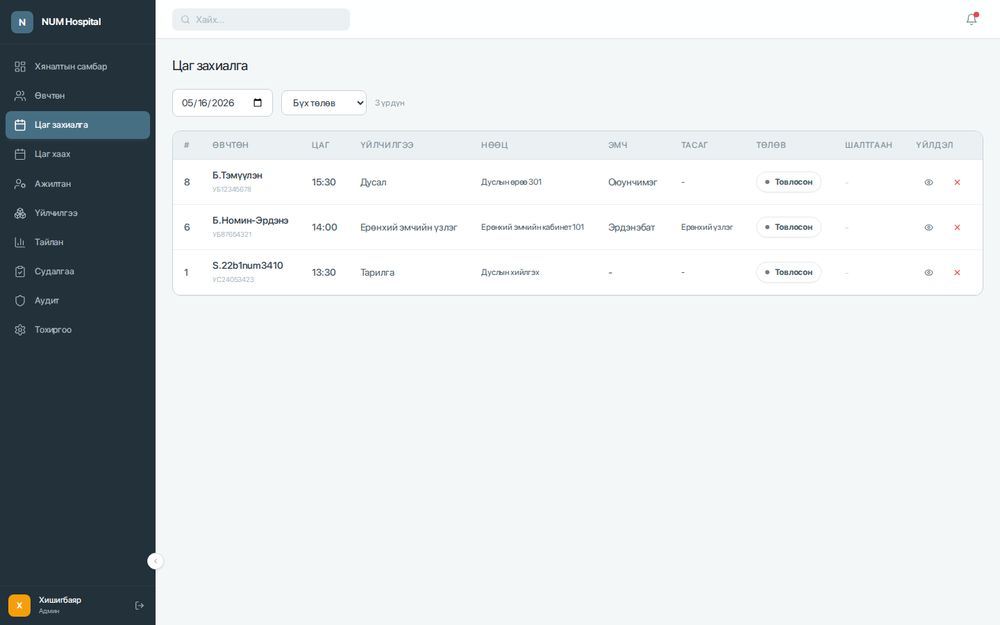 N NUM Hospital
Хайх...
Хяналтын самбар
Өвчтөн
Цаг захиалга
Цаг хаах
Ажилтан
Үйлчилгээ
Тайлан
Судалгаа
Аудит
Тохиргоо
X Хишигбаяр
Админ
Цаг захиалга
05/16/2026 Бүх төлөв 3 үр дүн
# ӨВЧТӨН ЦАГ ҮЙЛЧИЛГЭЭ НӨӨЦ ЭМЧ ТАСАГ ТӨЛӨВ ШАЛТГААН ҮЙЛДЭЛ
8 Б.Тэмүүлэн 15:30 Дусал Дуслын өрөө 301 Оюунчимэг - Товлосон -
УБ12345678
6 Б.Номин-Эрдэнэ 14:00 Ерөнхий эмчийн үзлэг Ерөнхий эмчийн кабинет 101 Эрдэнэбат Ерөнхий үзлэг Товлосон -
УБ87654321
1 S.22b1num3410 13:30 Тарилга Дуслын хийлгэх - - Товлосон -
УС24053423